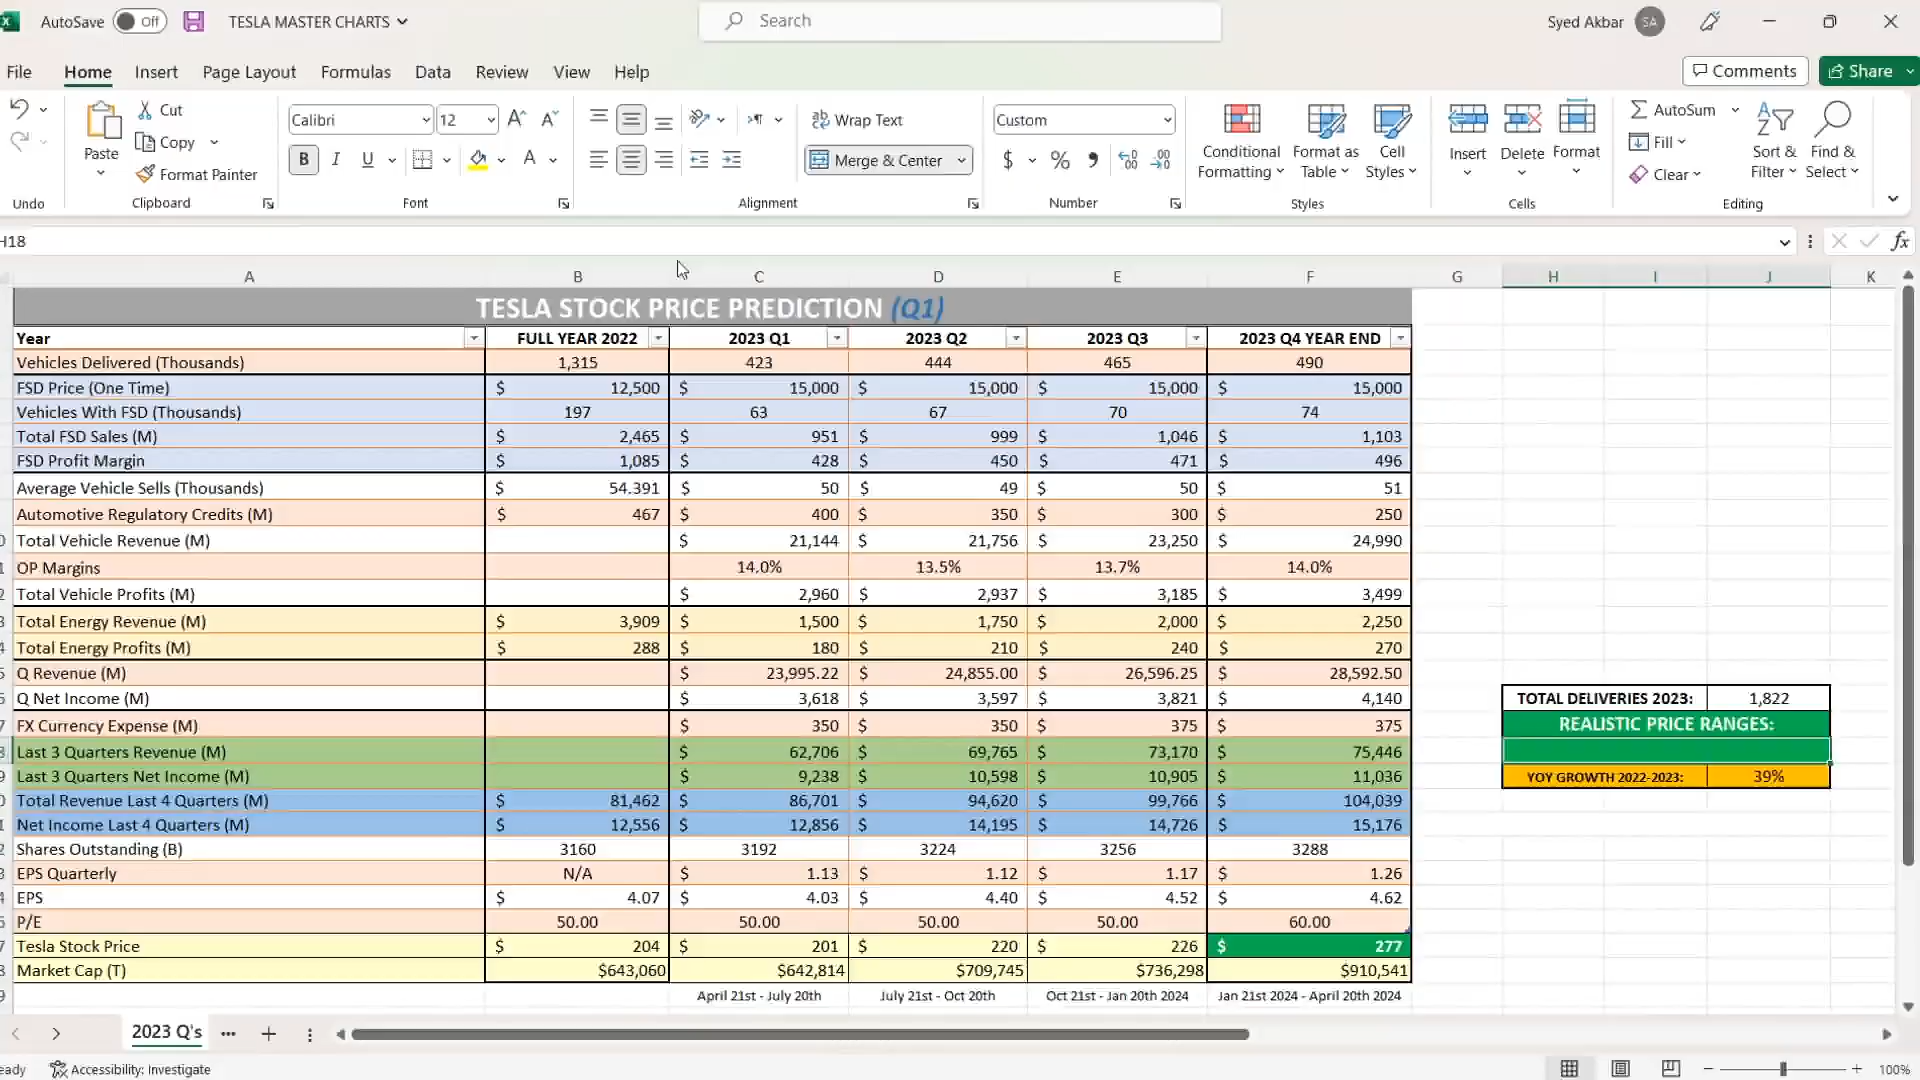 AutoSave Off TESLA MASTER CHARTS Search Syed Akbar SA
File Home Insert Page Layout Formulas Data Review View Help Comments Share
Cut
Copy
Format Painter
Paste
Calibri 12
B I U A
Wrap Text
Merge & Center
Custom
$ % ,
Conditional Formatting
Format as Table
Cell Styles
Insert Delete Format
AutoSum
Fill
Clear
Sort & Filter
Find & Select
Undo Clipboard Font Alignment Number Styles Cells Editing
H18 fx
A B C D E F G H I J K
TESLA STOCK PRICE PREDICTION (Q1)
Year FULL YEAR 2022 2023 Q1 2023 Q2 2023 Q3 2023 Q4 YEAR END
Vehicles Delivered (Thousands) 1,315 423 444 465 490
FSD Price (One Time) $ 12,500 $ 15,000 $ 15,000 $ 15,000 $ 15,000
Vehicles With FSD (Thousands) 197 63 67 70 74
Total FSD Sales (M) $ 2,465 $ 951 $ 999 $ 1,046 $ 1,103
FSD Profit Margin $ 1,085 $ 428 $ 450 $ 471 $ 496
Average Vehicle Sells (Thousands) $ 54.391 $ 50 $ 49 $ 50 $ 51
Automotive Regulatory Credits (M) $ 467 $ 400 $ 350 $ 300 $ 250
Total Vehicle Revenue (M) $ 21,144 $ 21,756 $ 23,250 $ 24,990
OP Margins 14.0% 13.5% 13.7% 14.0%
Total Vehicle Profits (M) $ 2,960 $ 2,937 $ 3,185 $ 3,499
Total Energy Revenue (M) $ 3,909 $ 1,500 $ 1,750 $ 2,000 $ 2,250
Total Energy Profits (M) $ 288 $ 180 $ 210 $ 240 $ 270
Q Revenue (M) $ 23,995.22 $ 24,855.00 $ 26,596.25 $ 28,592.50
Q Net Income (M) $ 3,618 $ 3,597 $ 3,821 $ 4,140 TOTAL DELIVERIES 2023: 1,822
FX Currency Expense (M) $ 350 $ 350 $ 375 $ 375 REALISTIC PRICE RANGES:
Last 3 Quarters Revenue (M) $ 62,706 $ 69,765 $ 73,170 $ 75,446
Last 3 Quarters Net Income (M) $ 9,238 $ 10,598 $ 10,905 $ 11,036 YOY GROWTH 2022-2023: 39%
Total Revenue Last 4 Quarters (M) $ 81,462 $ 86,701 $ 94,620 $ 99,766 $ 104,039
Net Income Last 4 Quarters (M) $ 12,556 $ 12,856 $ 14,195 $ 14,726 $ 15,176
Shares Outstanding (B) 3160 3192 3224 3256 3288
EPS Quarterly N/A $ 1.13 $ 1.12 $ 1.17 $ 1.26
EPS $ 4.07 $ 4.03 $ 4.40 $ 4.52 $ 4.62
P/E 50.00 50.00 50.00 50.00 60.00
Tesla Stock Price $ 204 $ 201 $ 220 $ 226 $ 277
Market Cap (T) $643,060 $642,814 $709,745 $736,298 $910,541
April 21st - July 20th July 21st - Oct 20th Oct 21st - Jan 20th 2024 Jan 21st 2024 - April 20th 2024
2023 Q's
eady Accessibility: Investigate 100%